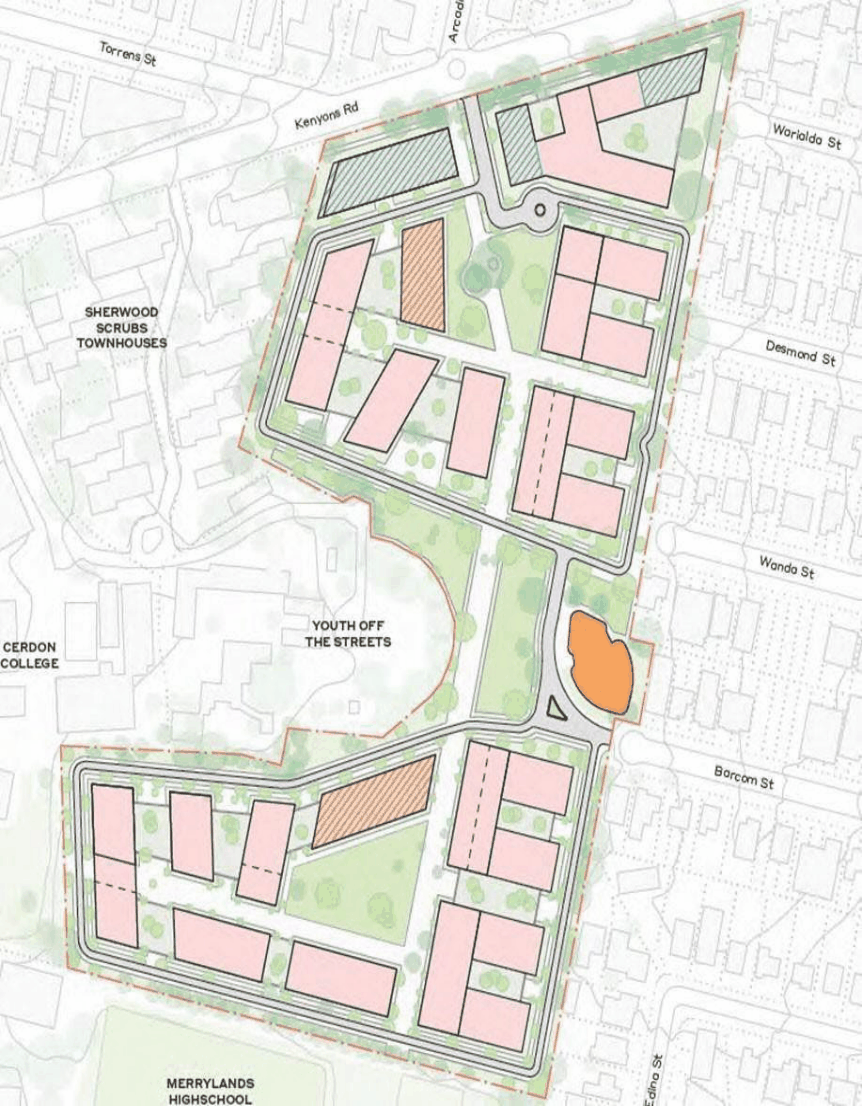 Arcadi
Torrens St
Kenyons Rd
Warialda St
SHERWOOD
SCRUBS
TOWNHOUSES
Desmond St
Wanda St
YOUTH OFF
THE STREETS
CERDON
COLLEGE
Barcom St
Edina St
MERRYLANDS
HIGHSCHOOL